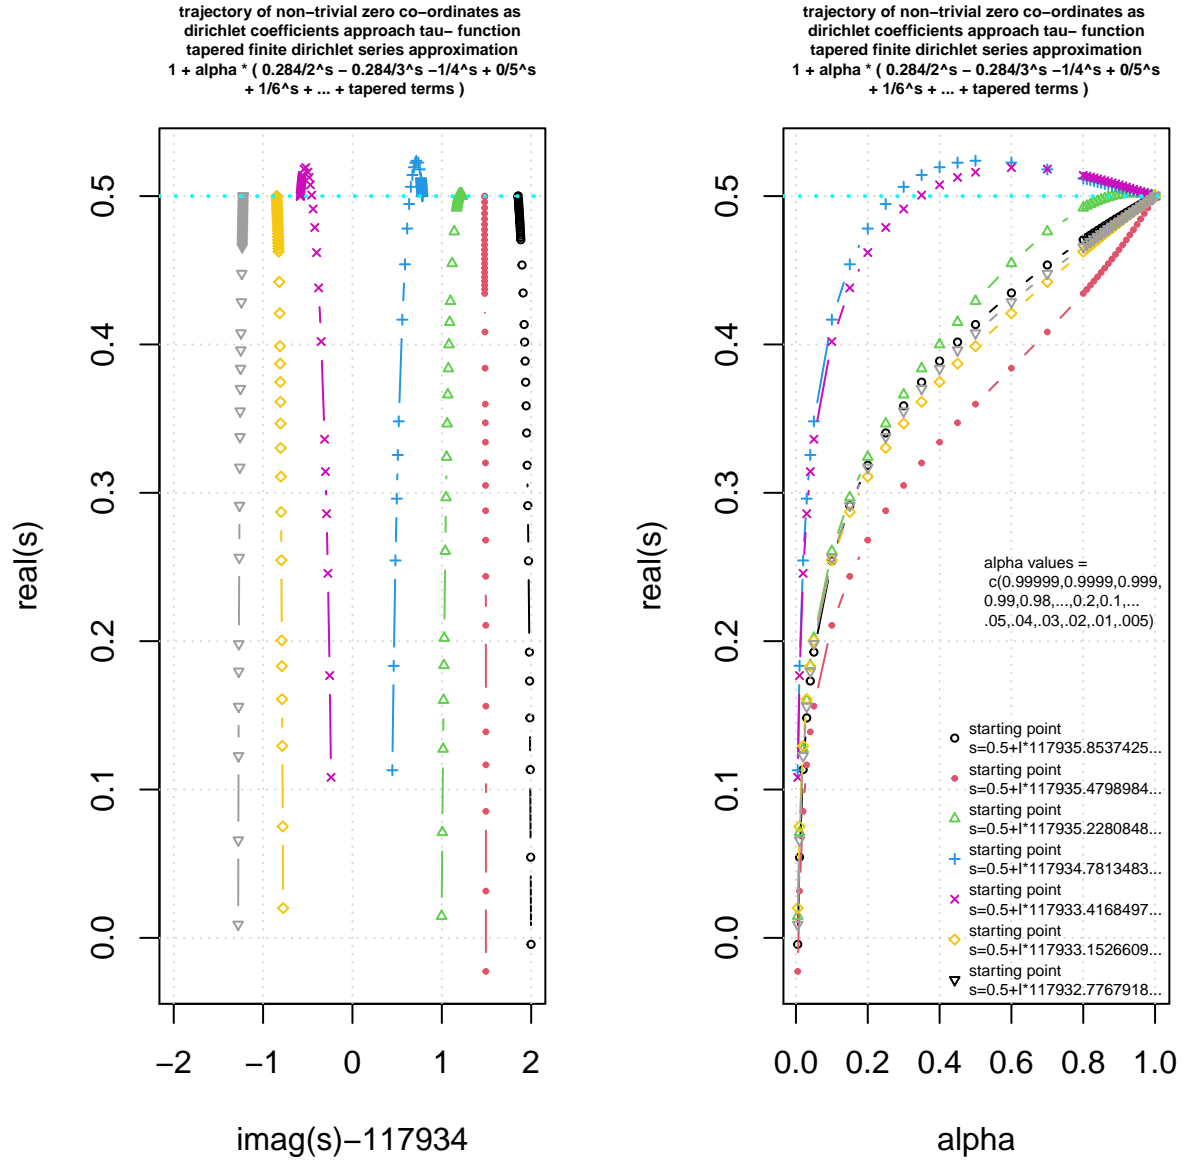 trajectory of non−trivial zero co−ordinates as
dirichlet coefficients approach tau− function
tapered finite dirichlet series approximation
1 + alpha * ( 0.284/2^s − 0.284/3^s −1/4^s + 0/5^s
+ 1/6^s + ... + tapered terms )
real(s)
0.5
0.4
0.3
0.2
0.1
0.0
−2 −1 0 1 2
imag(s)−117934
trajectory of non−trivial zero co−ordinates as
dirichlet coefficients approach tau− function
tapered finite dirichlet series approximation
1 + alpha * ( 0.284/2^s − 0.284/3^s −1/4^s + 0/5^s
+ 1/6^s + ... + tapered terms )
real(s)
0.5
0.4
0.3
0.2
0.1
0.0
alpha values =
c(0.99999,0.9999,0.999,
0.99,0.98,...,0.2,0.1,...
.05,.04,.03,.02,.01,.005)
starting point
s=0.5+I*117935.8537425...
starting point
s=0.5+I*117935.4798984...
starting point
s=0.5+I*117935.2280848...
starting point
s=0.5+I*117934.7813483...
starting point
s=0.5+I*117933.4168497...
starting point
s=0.5+I*117933.1526609...
starting point
s=0.5+I*117932.7767918...
0.0 0.2 0.4 0.6 0.8 1.0
alpha